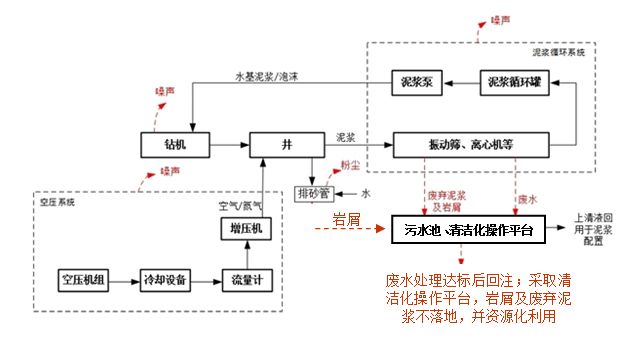 噪声
泥浆循环系统
水基泥浆/泡沫
泥浆泵
泥浆循环罐
噪声
钻机
井
泥浆
振动筛、离心机等
噪声
粉尘
空压系统
空气/氮气
排砂管
水
废弃泥浆
及岩屑
废水
增压机
岩屑
污水池、清洁化操作平台
上清液回
用于泥浆
配置
空压机组
冷却设备
流量计
废水处理达标后回注；采取清
洁化操作平台，岩屑及废弃泥
浆不落地，并资源化利用